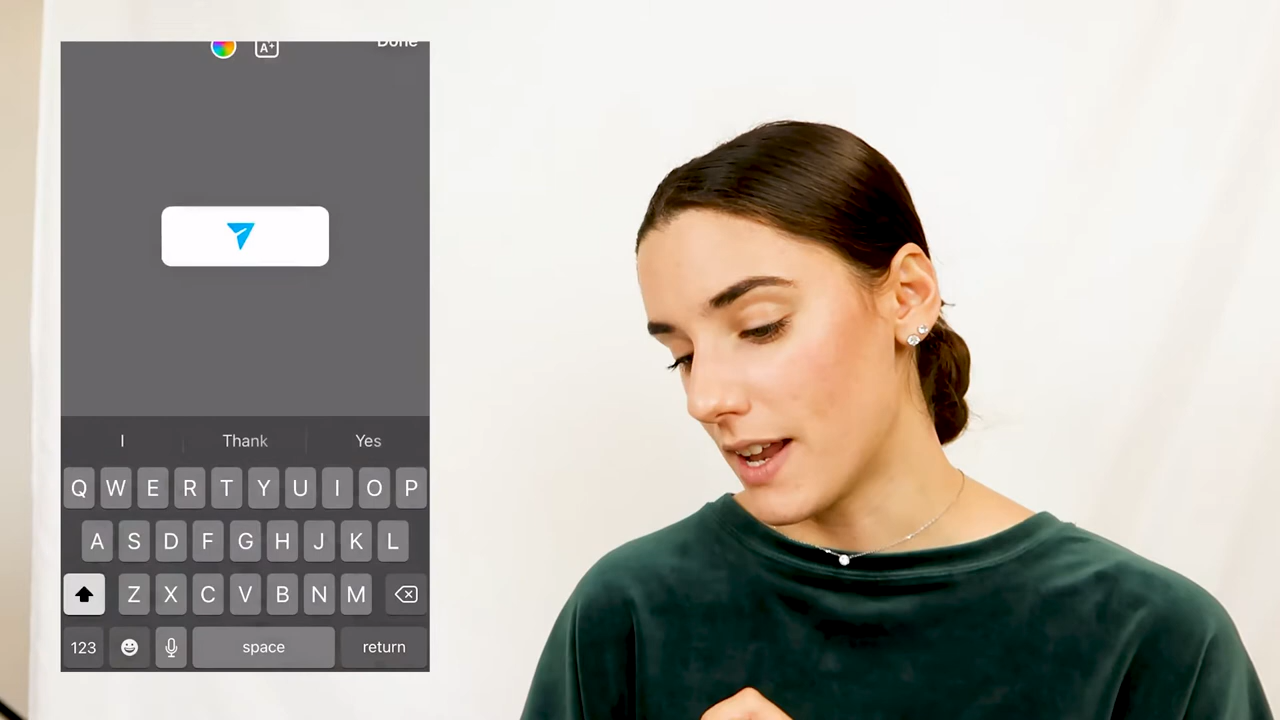 A+ Done
I Thank Yes
Q W E R T Y U I O P
A S D F G H J K L
Z X C V B N M
123 space return